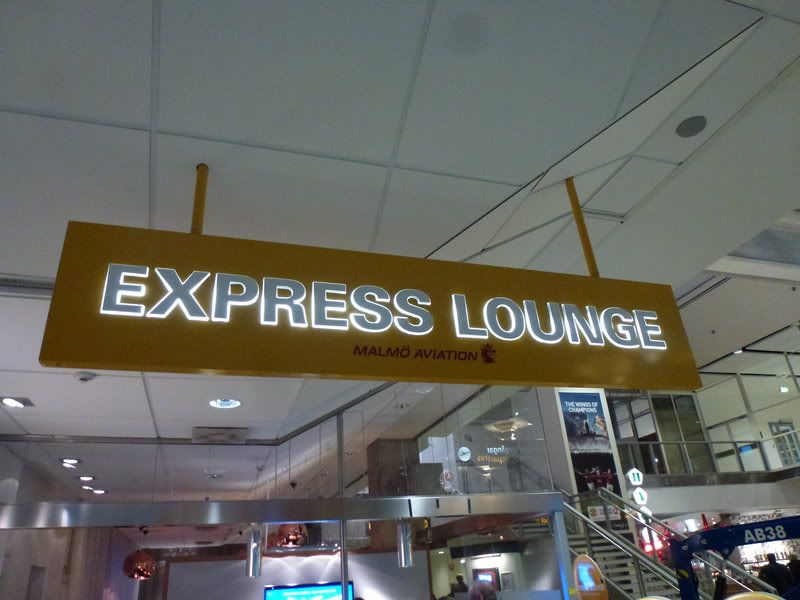 EXPRESS LOUNGE
MALMÖ AVIATION
THE WINGS OF
CHAMPIONS
AB38